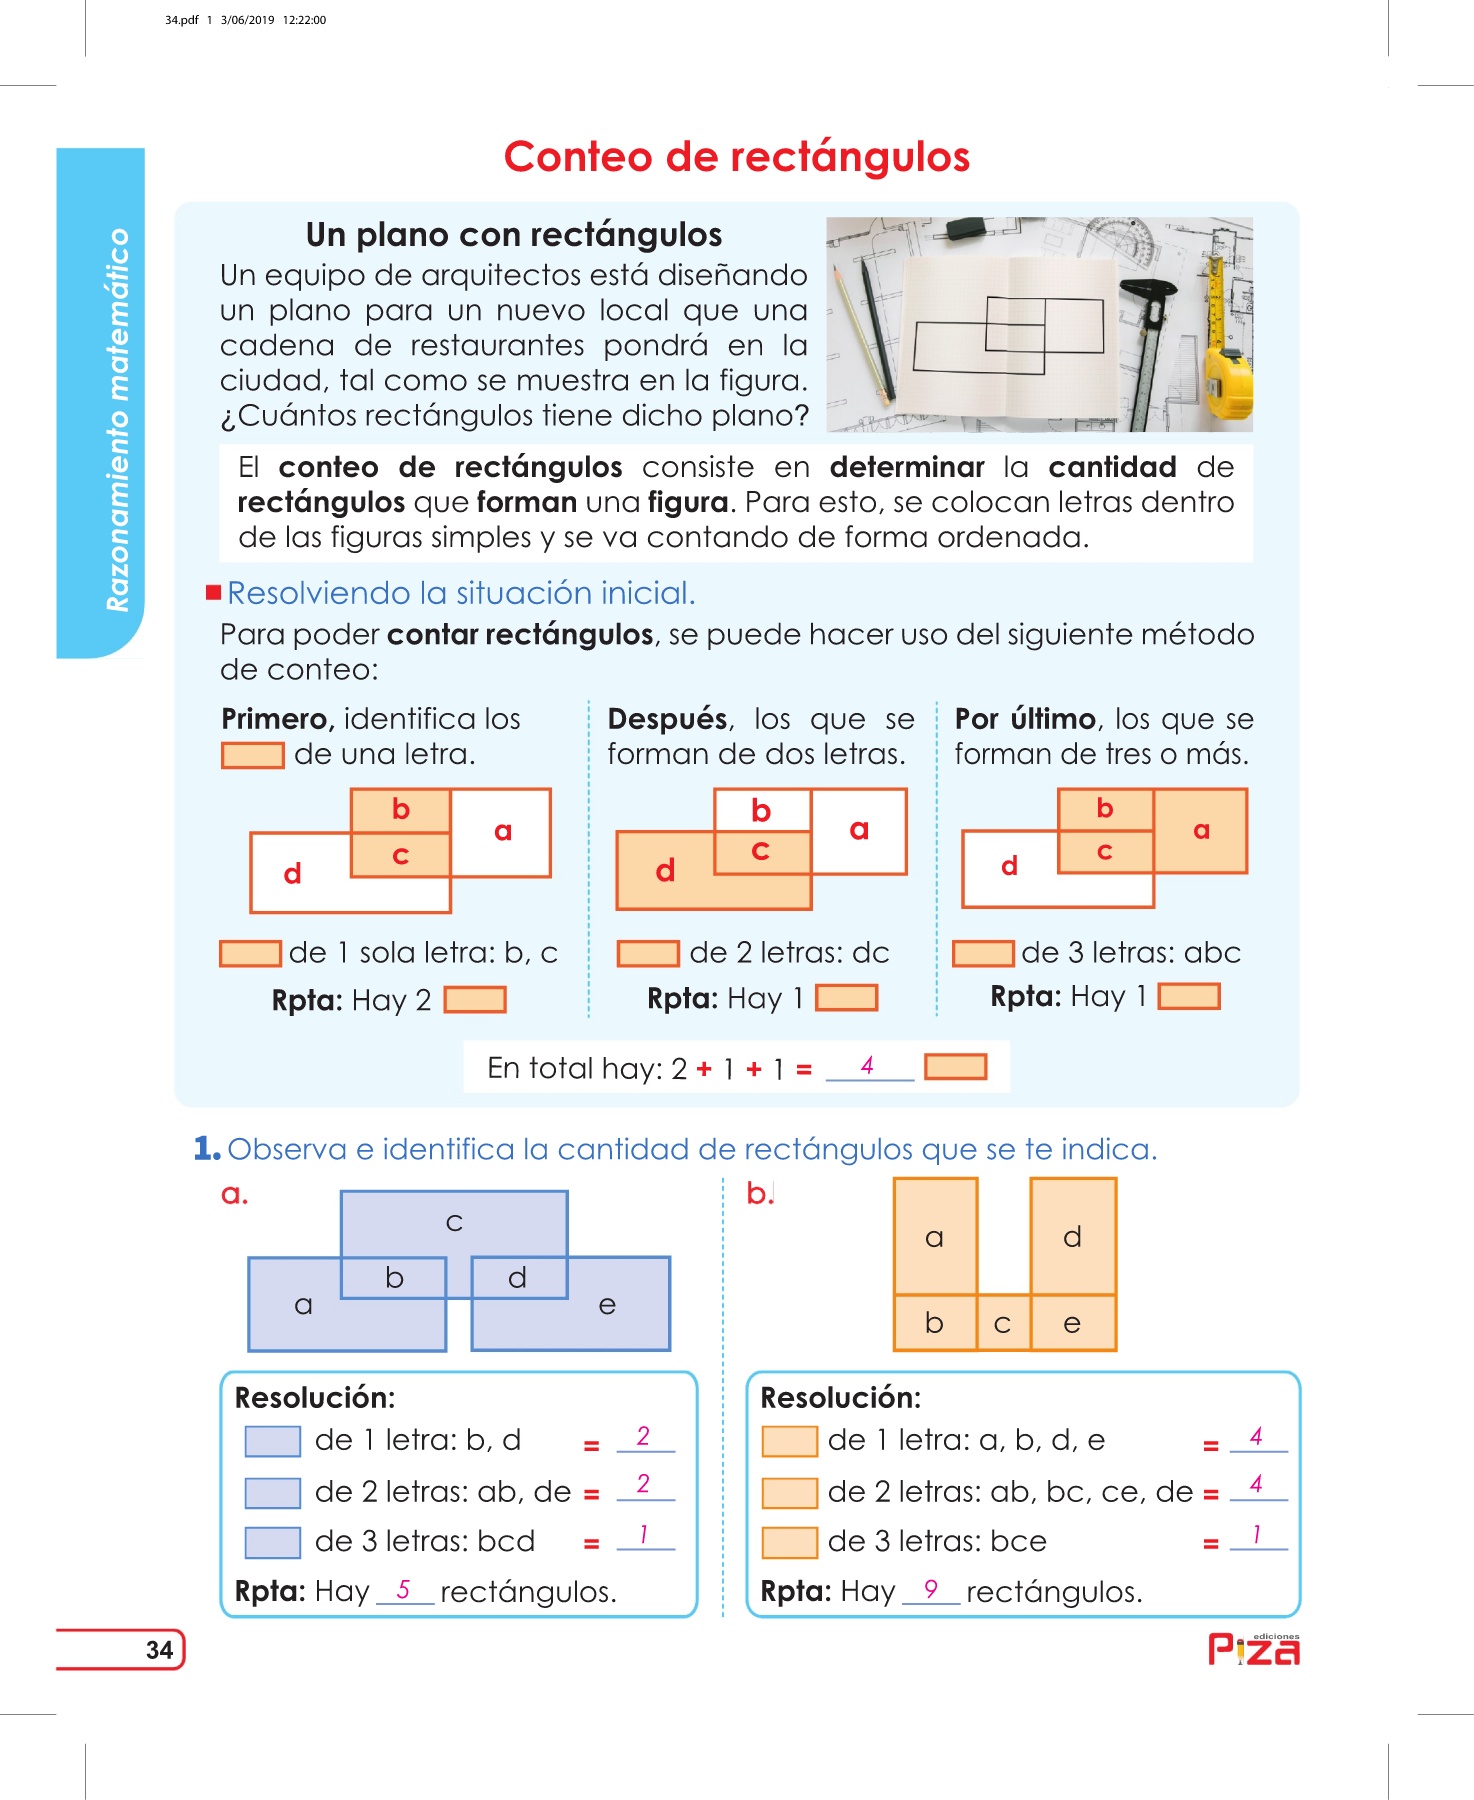 34.pdf 1 3/06/2019 12:22:00
Razonamiento matemático
Conteo de rectángulos
Un plano con rectángulos
Un equipo de arquitectos está diseñando
un plano para un nuevo local que una
cadena de restaurantes pondrá en la
ciudad, tal como se muestra en la figura.
¿Cuántos rectángulos tiene dicho plano?
El conteo de rectángulos consiste en determinar la cantidad de
rectángulos que forman una figura. Para esto, se colocan letras dentro
de las figuras simples y se va contando de forma ordenada.
Resolviendo la situación inicial.
Para poder contar rectángulos, se puede hacer uso del siguiente método
de conteo:
Primero, identifica los
de una letra.
b
a
c
d
de 1 sola letra: b, c
Rpta: Hay 2
Después, los que se
forman de dos letras.
b
a
c
d
de 2 letras: dc
Rpta: Hay 1
Por último, los que se
forman de tres o más.
b
a
c
d
de 3 letras: abc
Rpta: Hay 1
En total hay: 2 + 1 + 1 = 4
1. Observa e identifica la cantidad de rectángulos que se te indica.
a.
c
b d
a e
Resolución:
de 1 letra: b, d = 2
de 2 letras: ab, de = 2
de 3 letras: bcd = 1
Rpta: Hay 5 rectángulos.
b.
a d
b c e
Resolución:
de 1 letra: a, b, d, e = 4
de 2 letras: ab, bc, ce, de = 4
de 3 letras: bce = 1
Rpta: Hay 9 rectángulos.
34
ediciones
Piza